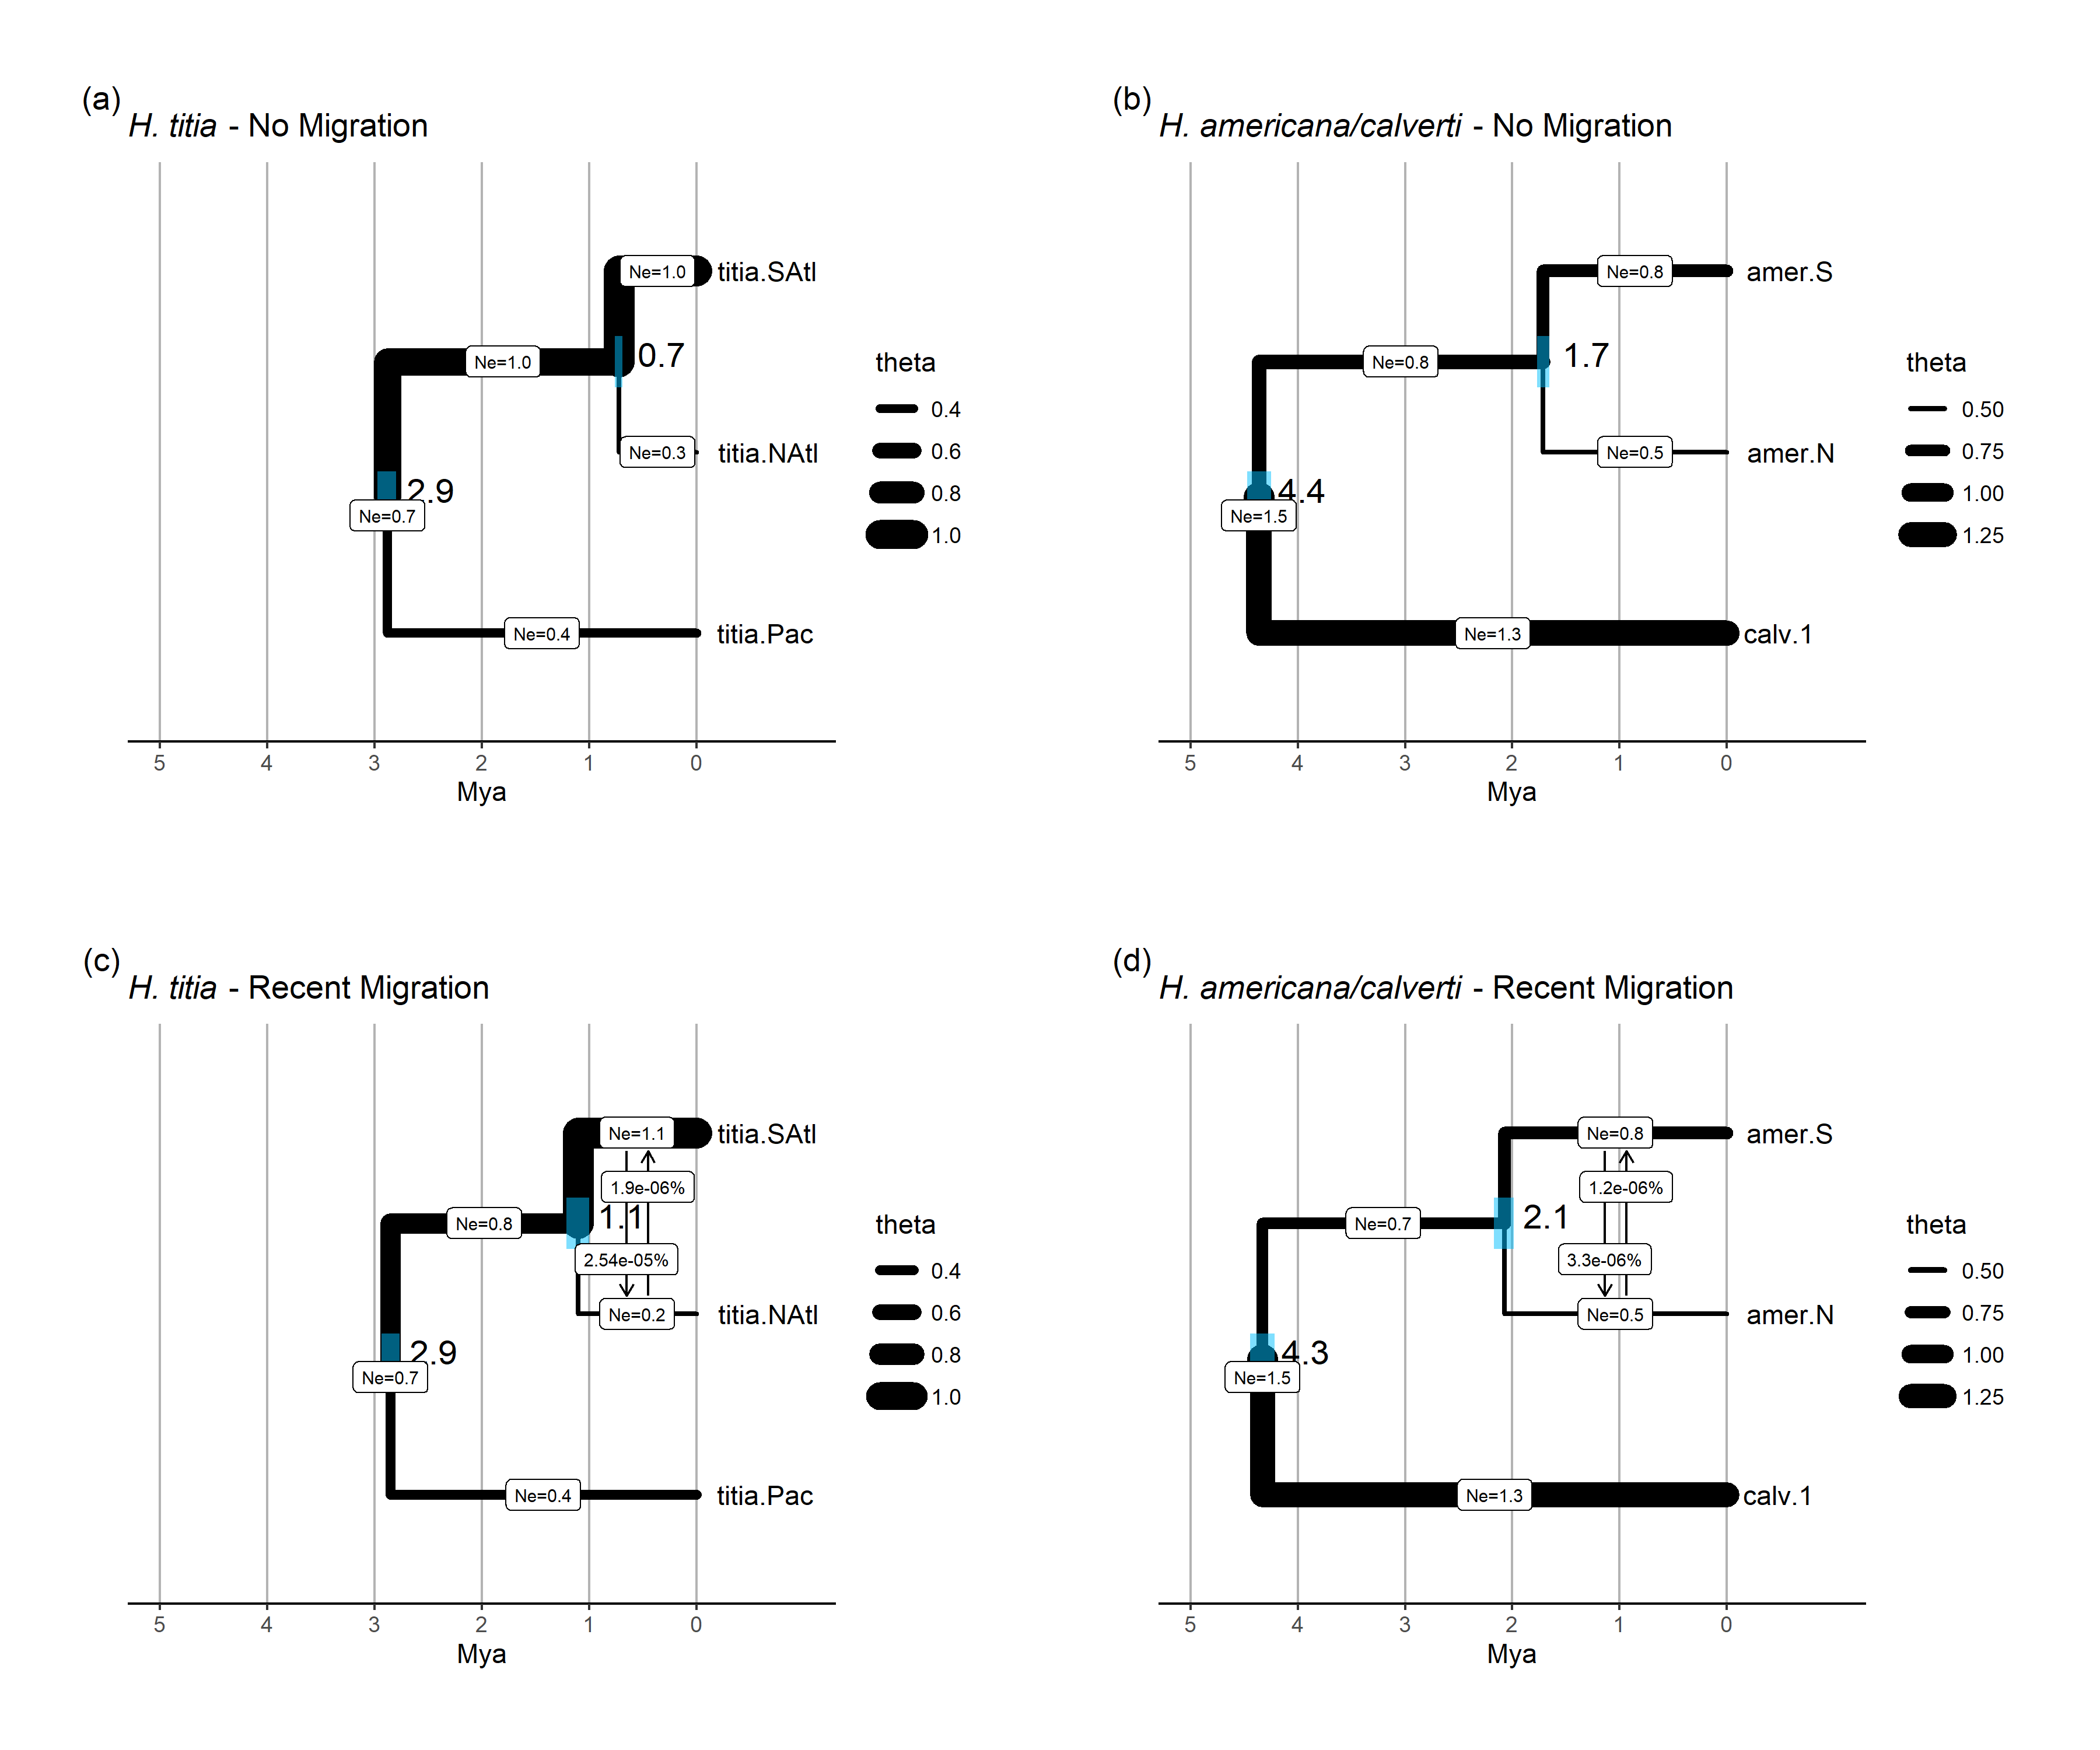 (a)
H. titia - No Migration
titia.SAtl
titia.NAtl
titia.Pac
Ne=1.0
Ne=1.0
0.7
Ne=0.3
2.9
Ne=0.7
Ne=0.4
theta
0.4
0.6
0.8
1.0
5 4 3 2 1 0
Mya
(b)
H. americana/calverti - No Migration
amer.S
amer.N
calv.1
Ne=0.8
Ne=0.8
1.7
Ne=0.5
4.4
Ne=1.5
Ne=1.3
theta
0.50
0.75
1.00
1.25
5 4 3 2 1 0
Mya
(c)
H. titia - Recent Migration
titia.SAtl
titia.NAtl
titia.Pac
Ne=1.1
1.9e-06%
Ne=0.8
1.1
2.54e-05%
Ne=0.2
2.9
Ne=0.7
Ne=0.4
theta
0.4
0.6
0.8
1.0
5 4 3 2 1 0
Mya
(d)
H. americana/calverti - Recent Migration
amer.S
amer.N
calv.1
Ne=0.8
1.2e-06%
Ne=0.7
2.1
3.3e-06%
Ne=0.5
4.3
Ne=1.5
Ne=1.3
theta
0.50
0.75
1.00
1.25
5 4 3 2 1 0
Mya